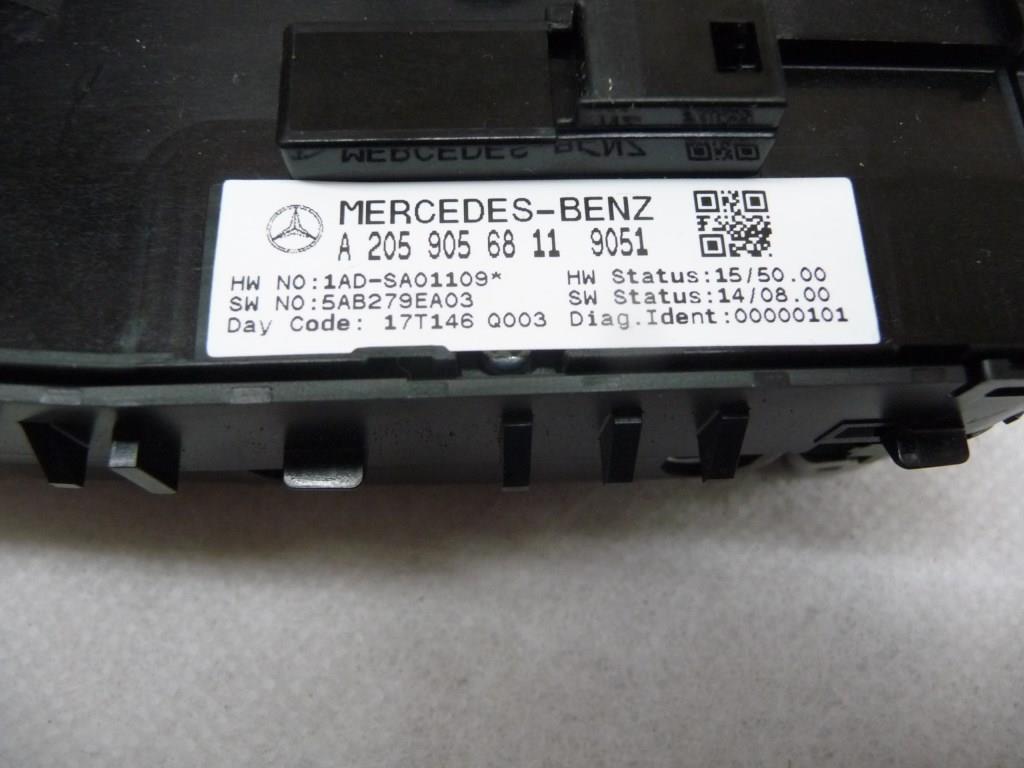 MERCEDES-BENZ
A 205 905 68 11 9051
HW NO:1AD-SA01109* HW Status:15/50.00
SW NO:5AB279EA03 SW Status:14/08.00
Day Code: 17T146 Q003 Diag.Ident:00000101